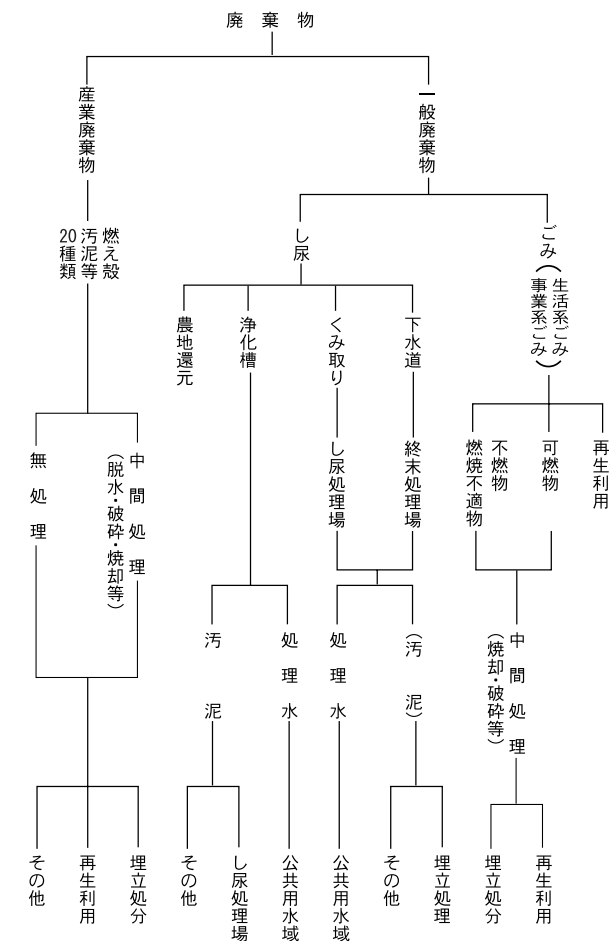 廃棄物
産業廃棄物
一般廃棄物
燃え殻
汚泥等
20種類
し尿
ごみ
（生活系ごみ
事業系ごみ）
農地還元
浄化槽
くみ取り
下水道
無処理
中間処理
（脱水・破砕・焼却等）
し尿処理場
終末処理場
燃焼不適物
不燃物
可燃物
再生利用
汚泥
処理水
処理水
（汚泥）
中間処理
（焼却・破砕等）
その他
再生利用
埋立処分
その他
し尿処理場
公共用水域
公共用水域
その他
埋立処理
埋立処分
再生利用